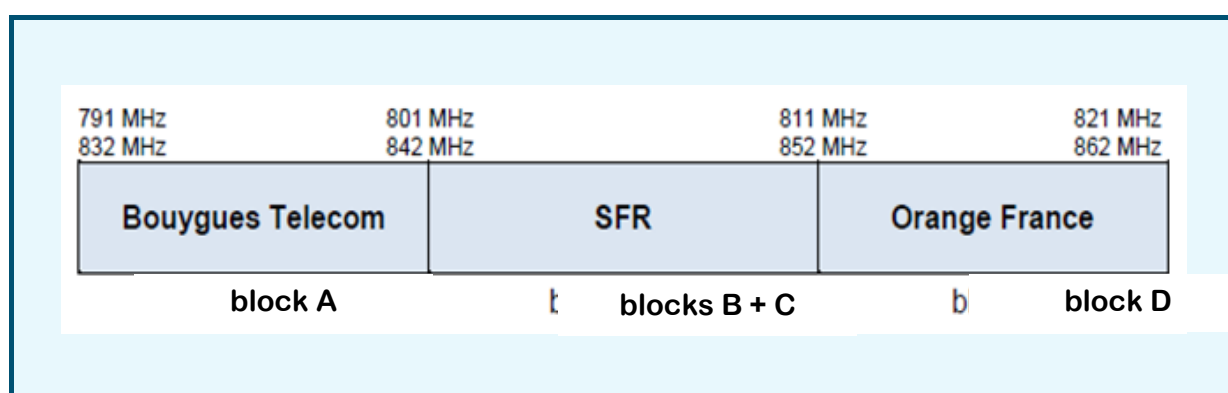 791 MHz 801 MHz 811 MHz 821 MHz
832 MHz 842 MHz 852 MHz 862 MHz
Bouygues Telecom SFR Orange France
block A blocks B + C block D